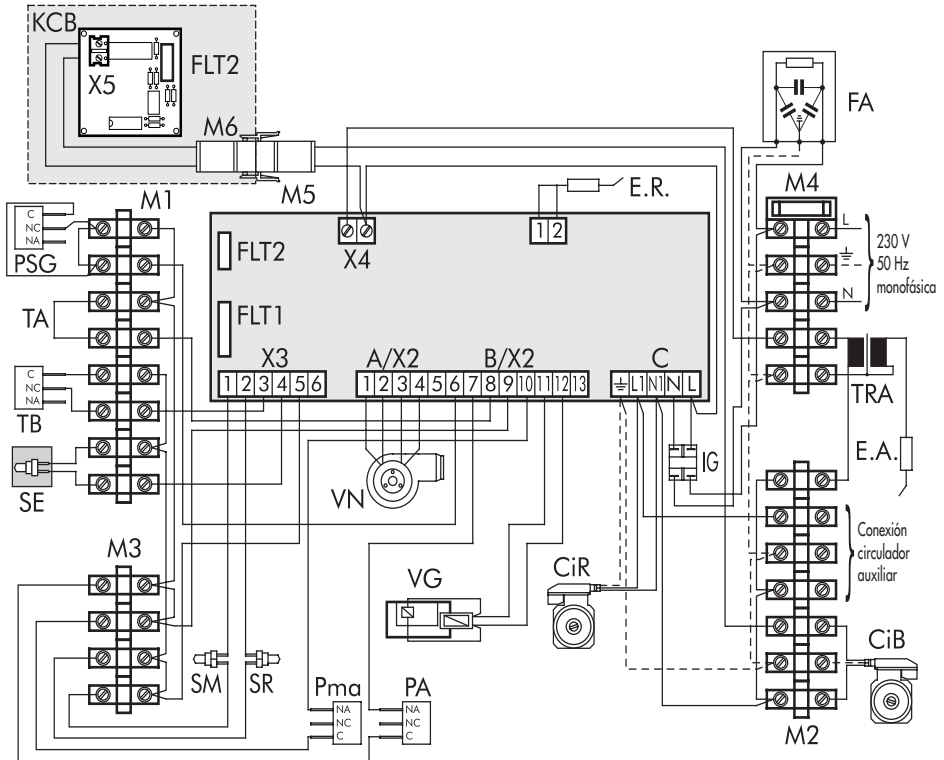 KCB
X5
FLT2
M6
M5
FA
M1
C
NC
NA
PSG
TA
C
NC
NA
TB
SE
M3
FLT2
FLT1
X4
1 2
E.R.
X3
1 2 3 4 5 6
A/X2
B/X2
1 2 3 4 5 6 7 8 9 10 11 12 13
C
L1 N1 N L
M4
L
N
230 V
50 Hz
monofásica
TRA
E.A.
IG
VN
VG
CiR
Conexión
circulador
auxiliar
CiB
M2
SM
SR
Pma
NA
NC
C
PA
NA
NC
C